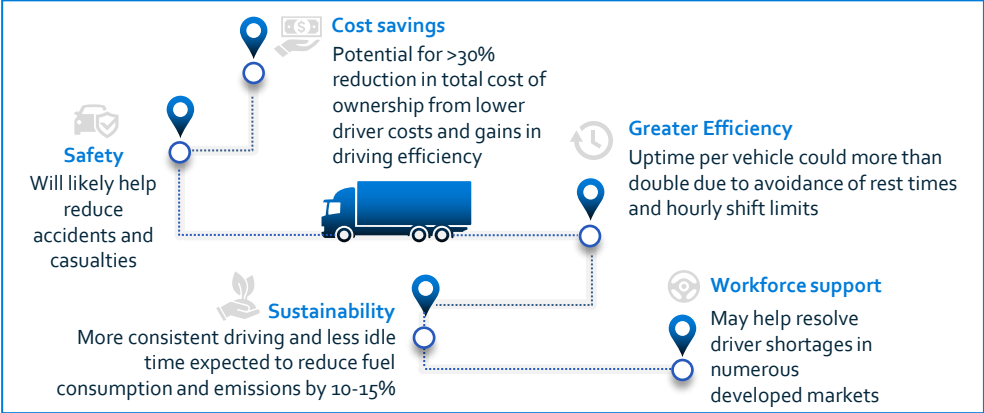 Cost savings
Potential for >30%
reduction in total cost of
ownership from lower
driver costs and gains in
driving efficiency
Safety
Will likely help
reduce
accidents and
casualties
Greater Efficiency
Uptime per vehicle could more than
double due to avoidance of rest times
and hourly shift limits
Sustainability
More consistent driving and less idle
time expected to reduce fuel
consumption and emissions by 10-15%
Workforce support
May help resolve
driver shortages in
numerous
developed markets